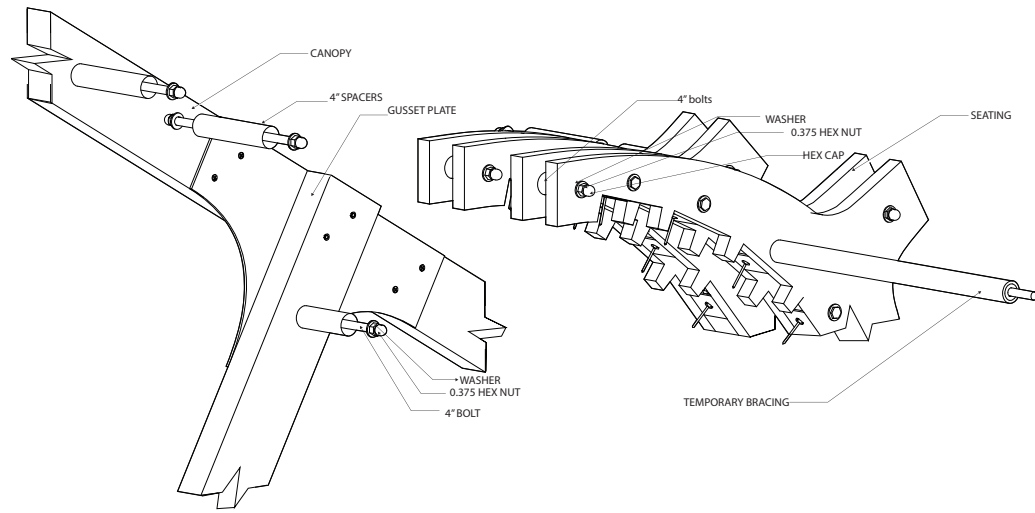 CANOPY
4" SPACERS
GUSSET PLATE
WASHER
0.375 HEX NUT
4" BOLT
4" bolts
WASHER
0.375 HEX NUT
HEX CAP
SEATING
TEMPORARY BRACING